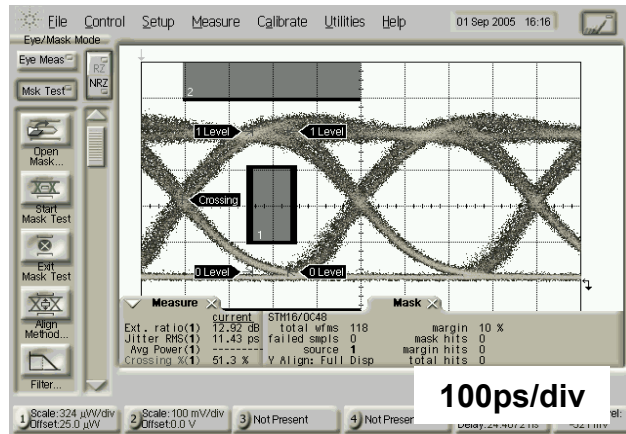 File Control Setup Measure Calibrate Utilities Help 01 Sep 2005 16:16
Eye/Mask Mode
Eye Meas
RZ
NRZ
Msk Test
Open
Mask...
Start
Mask Test
Exit
Mask Test
Align
Method...
Filter...
2
1 Level
1 Level
Crossing
1
0 Level
0 Level
Measure
current
Ext. ratio(1) 12.92 dB
Jitter RMS(1) 11.43 ps
Avg Power(1) --------
Crossing %(1) 51.3 %
Mask
STM16/OC48
total wfms 118 margin 10 %
failed smpls 0 mask hits 0
source 1 margin hits 0
Y Align: Full Disp total hits 0
100ps/div
1 Scale:324 µW/div
Offset:25.0 µW
2 Scale:100 mV/div
Offset:0.0 V
3 Not Present
4 Not Present